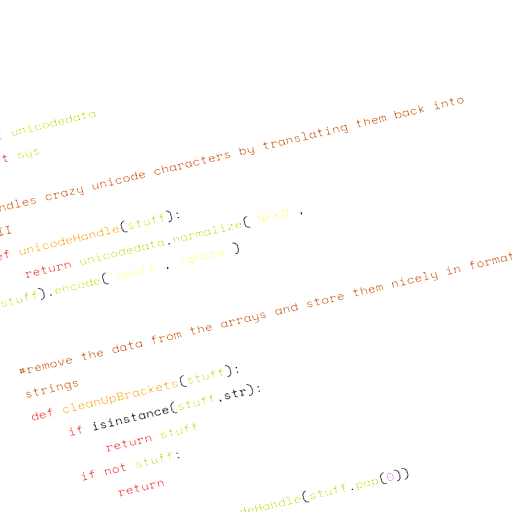 t unicodedata
t sys
ndles crazy unicode characters by translating them back into
II
ef unicodeHandle(stuff):
return unicodedata.normalize('NFKD',
stuff).encode('ascii','ignore')
#remove the data from the arrays and store them nicely in format
strings
def cleanUpBrackets(stuff):
if isinstance(stuff,str):
return stuff
if not stuff:
return ''
deHandle(stuff.pop(0))